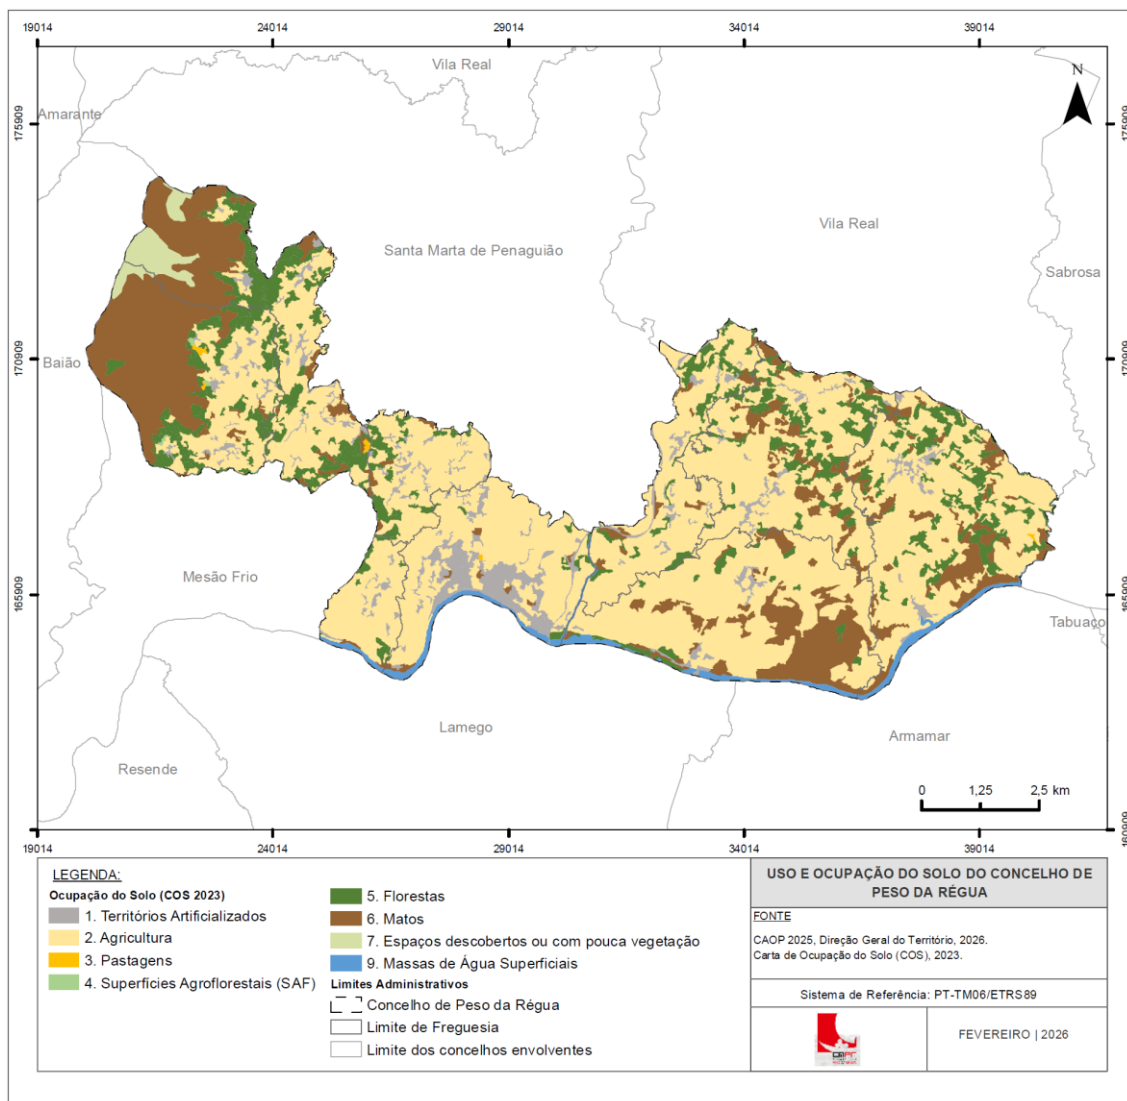 19014
24014
29014
34014
39014
Vila Real
N
Amarante
175909
175909
Vila Real
Santa Marta de Penaguião
Sabrosa
Baião
170909
170909
Mesão Frio
165909
165909
Tabuaço
Lamego
Armamar
Resende
0 1,25 2,5 km
160909
19014
24014
29014
34014
39014
LEGENDA:
Ocupação do Solo (COS 2023)
1. Territórios Artificializados
2. Agricultura
3. Pastagens
4. Superfícies Agroflorestais (SAF)
5. Florestas
6. Matos
7. Espaços descobertos ou com pouca vegetação
9. Massas de Água Superficiais
Limites Administrativos
Concelho de Peso da Régua
Limite de Freguesia
Limite dos concelhos envolventes
USO E OCUPAÇÃO DO SOLO DO CONCELHO DE
PESO DA RÉGUA
FONTE
CAOP 2025, Direção Geral do Território, 2026.
Carta de Ocupação do Solo (COS), 2023.
Sistema de Referência: PT-TM06/ETRS89
FEVEREIRO | 2026